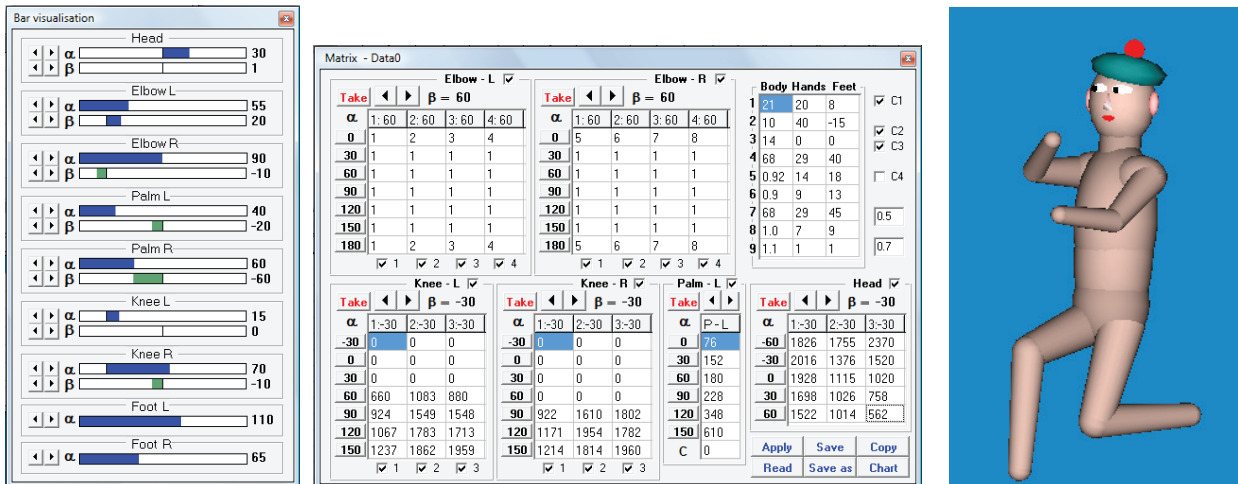 Bar visualisation
Head
α 30
β 1
Elbow L
α 55
β 20
Elbow R
α 90
β -10
Palm L
α 40
β -20
Palm R
α 60
β -60
Knee L
α 15
β 0
Knee R
α 70
β -10
Foot L
α 110
Foot R
α 65
Matrix - Data0
Elbow - L
Take β = 60
α 1: 60 2: 60 3: 60 4: 60
0 1 2 3 4
30 1 1 1 1
60 1 1 1 1
90 1 1 1 1
120 1 1 1 1
150 1 1 1 1
180 1 2 3 4
1 2 3 4
Elbow - R
Take β = 60
α 1: 60 2: 60 3: 60 4: 60
0 5 6 7 8
30 1 1 1 1
60 1 1 1 1
90 1 1 1 1
120 1 1 1 1
150 1 1 1 1
180 5 6 7 8
1 2 3 4
Body Hands Feet
1 21 20 8
2 10 40 -15
3 14 0 0
4 68 29 40
5 0.92 14 18
6 0.9 9 13
7 68 29 45
8 1.0 7 9
9 1.1 1 1
C1
C2
C3
C4
0.5
0.7
Knee - L
Take β = -30
α 1:-30 2:-30 3:-30
-30 0 0 0
0 0 0 0
30 0 0 0
60 660 1083 880
90 924 1549 1548
120 1067 1783 1713
150 1237 1862 1959
1 2 3
Knee - R
Take β = -30
α 1:-30 2:-30 3:-30
-30 0 0 0
0 0 0 0
30 0 0 0
60 0 0 0
90 922 1610 1802
120 1171 1954 1782
150 1214 1814 1960
1 2 3
Palm - L
Take
α P - L
0 76
30 152
60 180
90 228
120 348
150 610
C 0
Head
Take β = -30
α 1:-30 2:-30 3:-30
-60 1826 1755 2370
-30 2016 1376 1520
0 1928 1115 1020
30 1698 1026 758
60 1522 1014 562
Apply Save Copy
Read Save as Chart